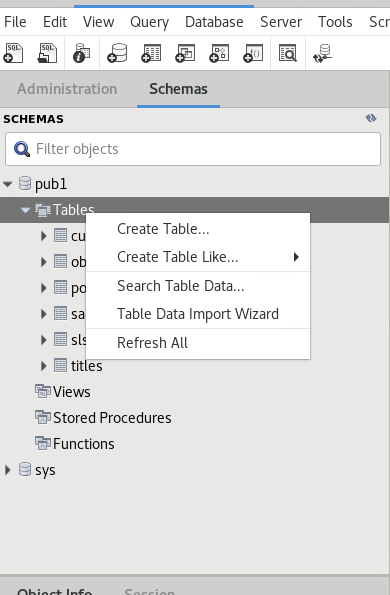 File Edit View Query Database Server Tools Scr
SQL SQL
Administration Schemas
SCHEMAS
Filter objects
pub1
Tables
Create Table...
cu
Create Table Like...
ob
Search Table Data...
po
Table Data Import Wizard
sa
Refresh All
sls
titles
Views
Stored Procedures
Functions
sys
Object Info Session